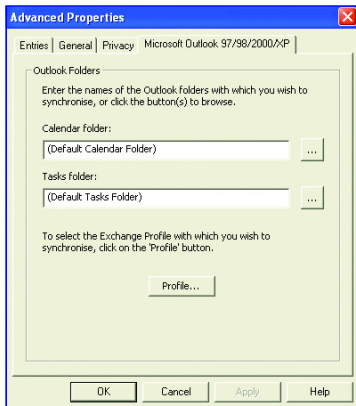 Advanced Properties
Entries General Privacy Microsoft Outlook 97/98/2000/XP
Outlook Folders
Enter the names of the Outlook folders with which you wish to
synchronise, or click the button(s) to browse.
Calendar folder:
(Default Calendar Folder) ...
Tasks folder:
(Default Tasks Folder) ...
To select the Exchange Profile with which you wish to
synchronise, click on the 'Profile' button.
Profile...
OK Cancel Apply Help